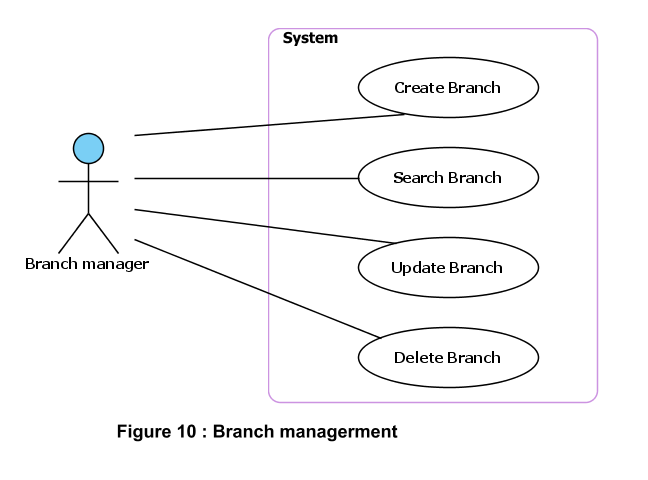 System
Create Branch
Search Branch
Branch manager
Update Branch
Delete Branch
Figure 10 : Branch managerment